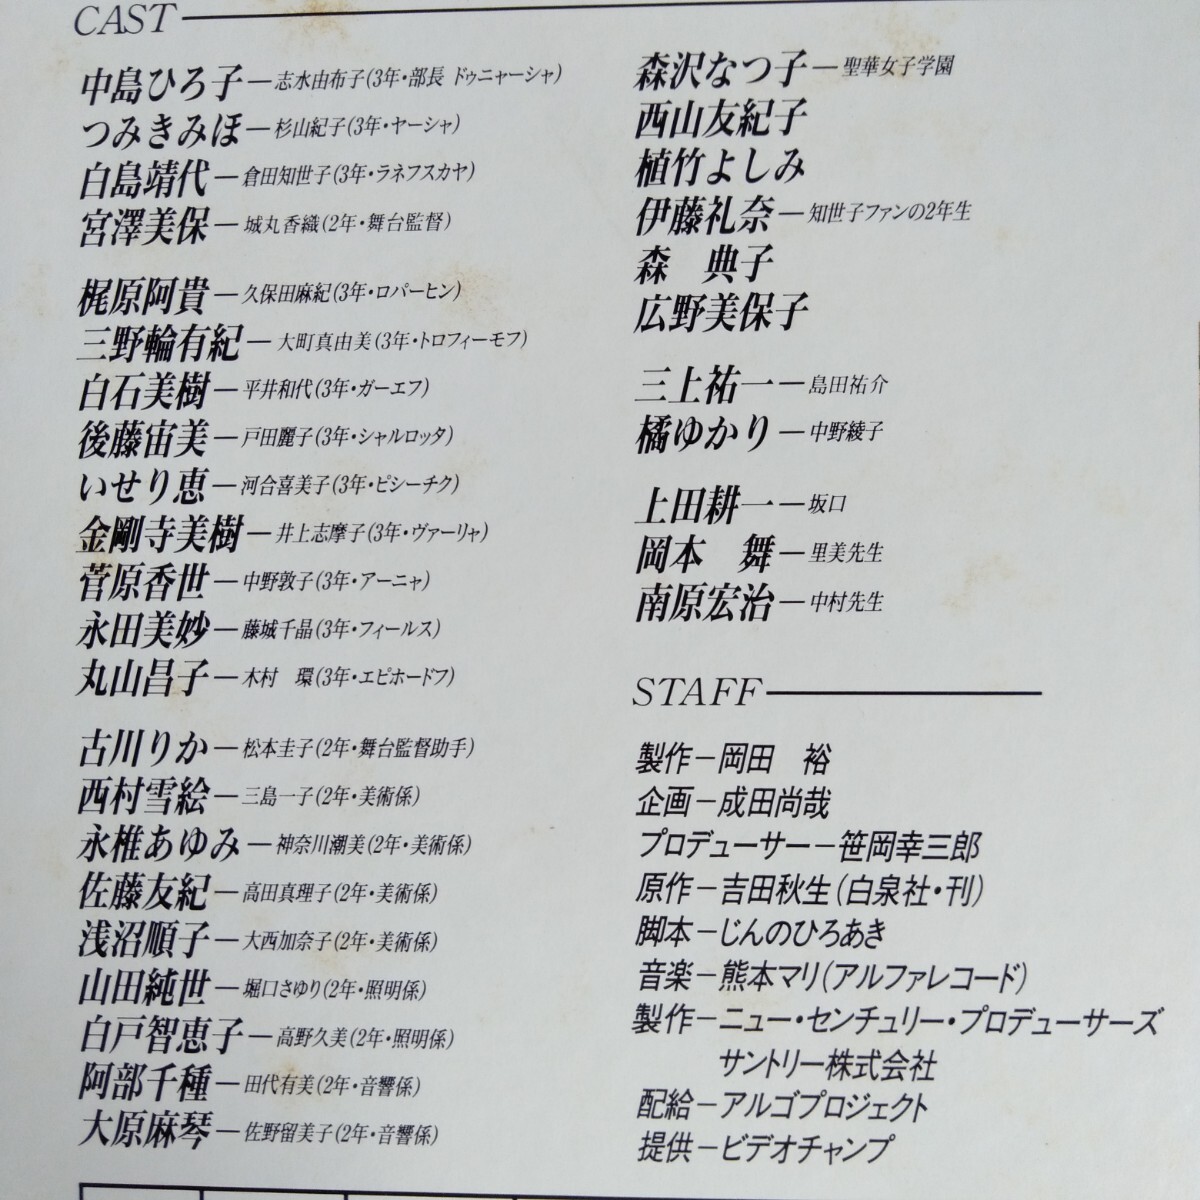 CAST
中島ひろ子―志水由布子(3年・部長 ドゥニャーシャ)
つみきみほ―杉山紀子(3年・ヤーシャ)
白島靖代―倉田知世子(3年・ラネフスカヤ)
宮澤美保―城丸香織(2年・舞台監督)
梶原阿貴―久保田麻紀(3年・ロパーヒン)
三野輪有紀―大町真由美(3年・トロフィーモフ)
白石美樹―平井和代(3年・ガーエフ)
後藤宙美―戸田麗子(3年・シャルロッタ)
いせり恵―河合喜美子(3年・ピシーチク)
金剛寺美樹―井上志摩子(3年・ヴァーリャ)
菅原香世―中野敦子(3年・アーニャ)
永田美妙―藤城千晶(3年・フィールス)
丸山昌子―木村　環(3年・エピホードフ)
古川りか―松本圭子(2年・舞台監督助手)
西村雪絵―三島一子(2年・美術係)
永椎あゆみ―神奈川潮美(2年・美術係)
佐藤友紀―高田真理子(2年・美術係)
浅沼順子―大西加奈子(2年・美術係)
山田純世―堀口さゆり(2年・照明係)
白戸智恵子―高野久美(2年・照明係)
阿部千種―田代有美(2年・音響係)
大原麻琴―佐野留美子(2年・音響係)
森沢なつ子―聖華女子学園
西山友紀子
植竹よしみ
伊藤礼奈―知世子ファンの2年生
森　典子
広野美保子
三上祐一―島田祐介
橘ゆかり―中野綾子
上田耕一―坂口
岡本　舞―里美先生
南原宏治―中村先生
STAFF
製作―岡田　裕
企画―成田尚哉
プロデューサー―笹岡幸三郎
原作―吉田秋生(白泉社・刊)
脚本―じんのひろあき
音楽―熊本マリ(アルファレコード)
製作―ニュー・センチュリー・プロデューサーズ
サントリー株式会社
配給―アルゴプロジェクト
提供―ビデオチャンプ